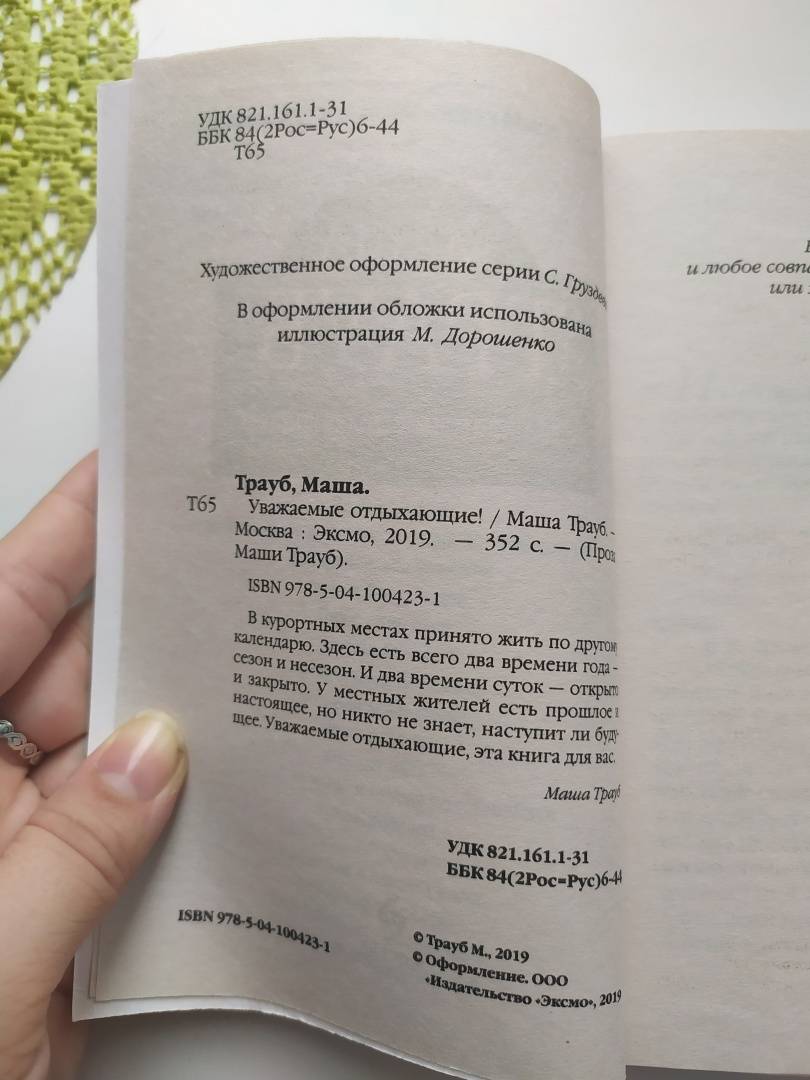 УДК 821.161.1-31
ББК 84(2Рос=Рус)6-44
Т65
Художественное оформление серии С. Груздева
В оформлении обложки использована
иллюстрация М. Дорошенко
Трауб, Маша.
Т65 Уважаемые отдыхающие! / Маша Трауб. -
Москва : Эксмо, 2019. — 352 с. — (Проза
Маши Трауб).
ISBN 978-5-04-100423-1
В курортных местах принято жить по другому
календарю. Здесь есть всего два времени года -
сезон и несезон. И два времени суток — открыто
и закрыто. У местных жителей есть прошлое и
настоящее, но никто не знает, наступит ли буду-
щее. Уважаемые отдыхающие, эта книга для вас.
Маша Трауб
УДК 821.161.1-31
ББК 84(2Рос=Рус)6-44
ISBN 978-5-04-100423-1
© Трауб М., 2019
© Оформление. ООО
«Издательство «Эксмо», 2019
и любое
или